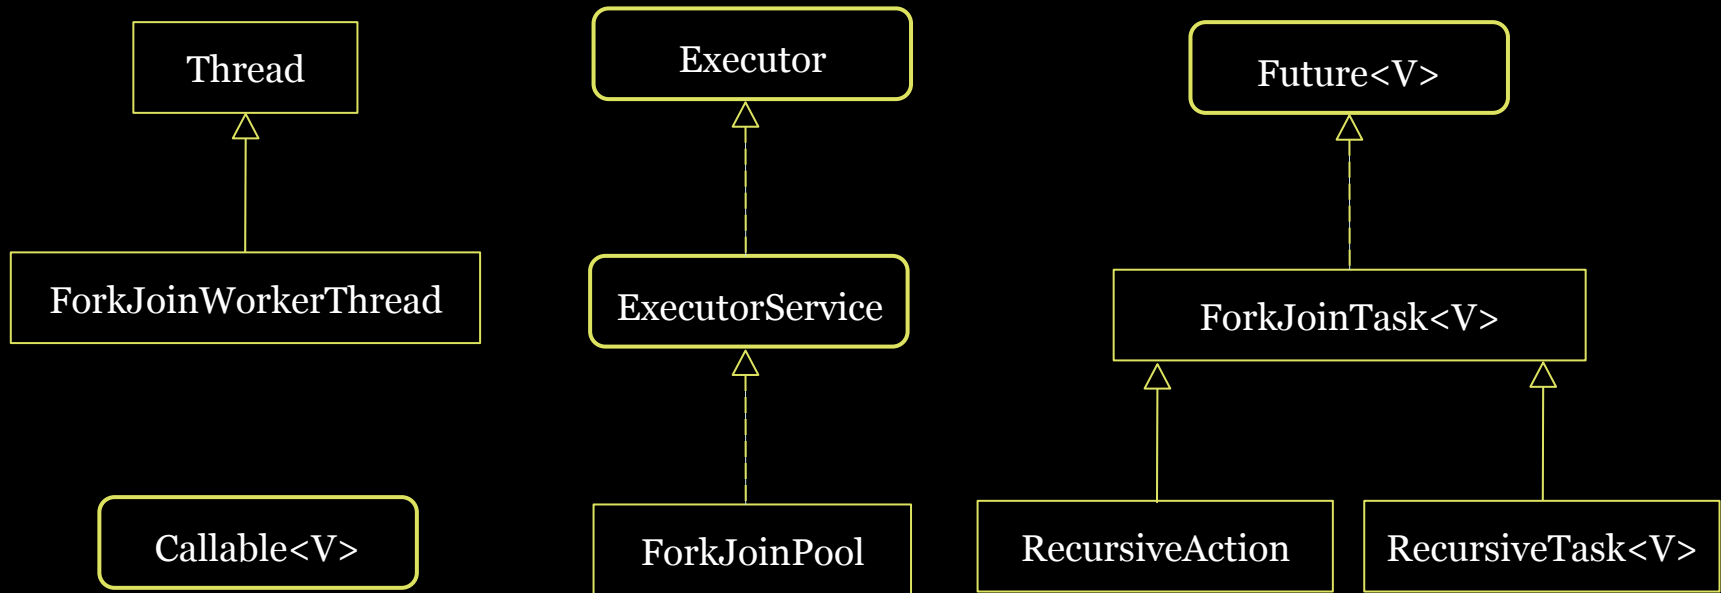 Thread
Executor
Future<V>
ForkJoinWorkerThread
ExecutorService
ForkJoinTask<V>
Callable<V>
ForkJoinPool
RecursiveAction
RecursiveTask<V>